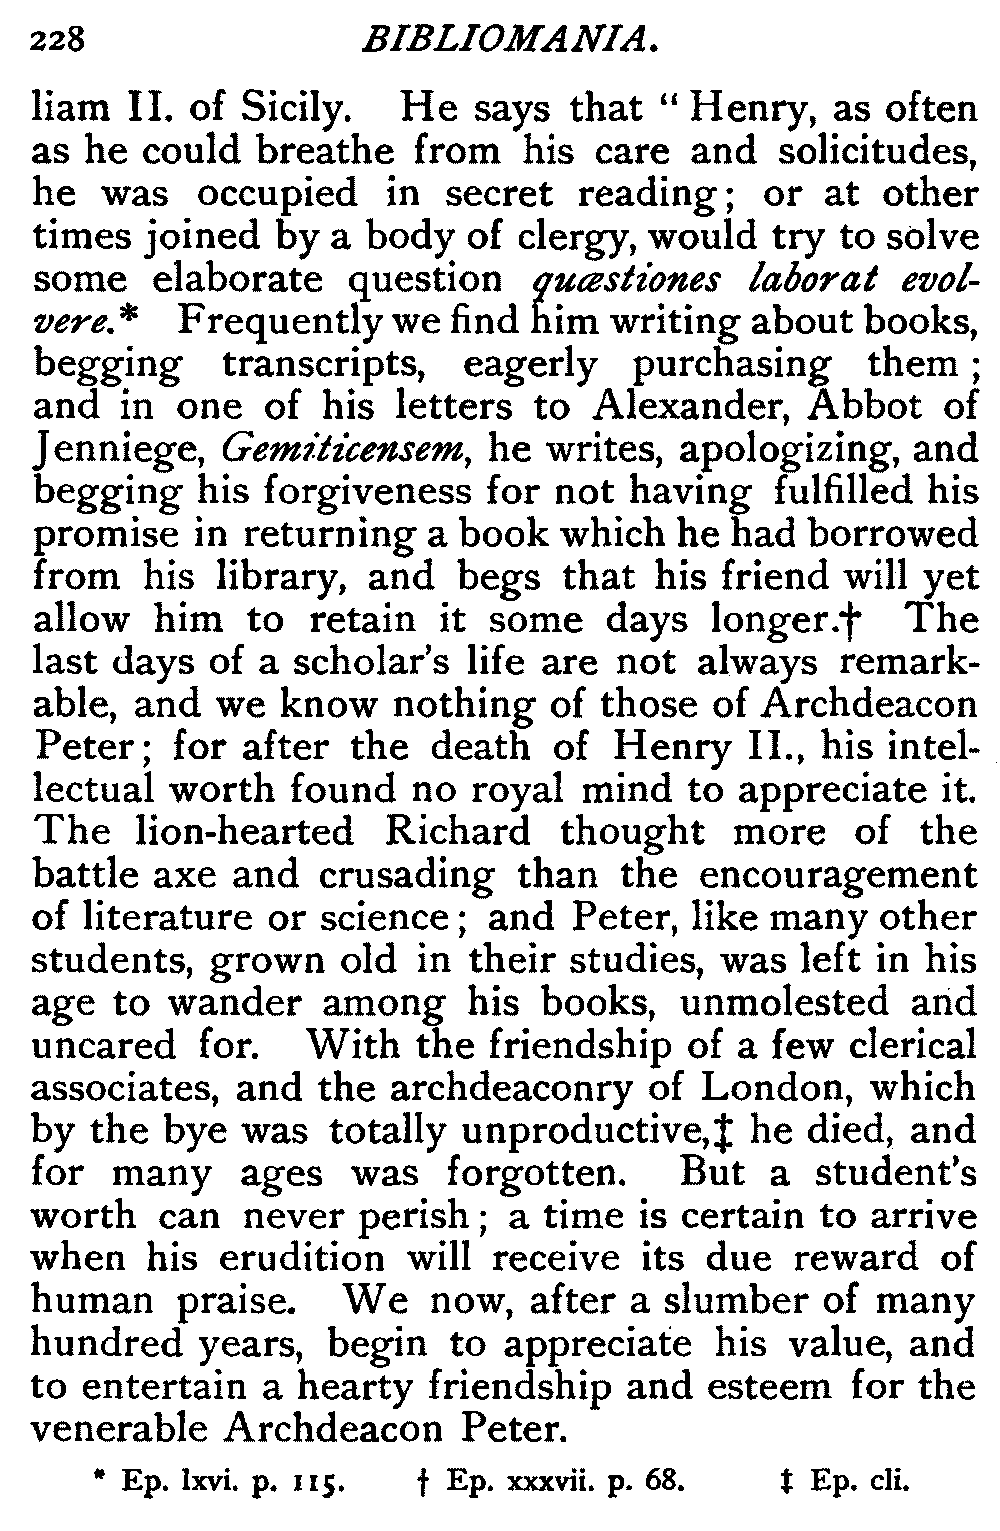 228 BIBLIOMANIA.
liam II. of Sicily. He says that “ Henry, as often
as he could breathe from his care and solicitudes,
he was occupied in secret reading; or at other
times joined by a body of clergy, would try to solve
some elaborate question quæstiones laborat evol-
vere.* Frequently we find him writing about books,
begging transcripts, eagerly purchasing them ;
and in one of his letters to Alexander, Abbot of
Jenniege, Gemiticensem, he writes, apologizing, and
begging his forgiveness for not having fulfilled his
promise in returning a book which he had borrowed
from his library, and begs that his friend will yet
allow him to retain it some days longer.† The
last days of a scholar’s life are not always remark-
able, and we know nothing of those of Archdeacon
Peter; for after the death of Henry II., his intel-
lectual worth found no royal mind to appreciate it.
The lion-hearted Richard thought more of the
battle axe and crusading than the encouragement
of literature or science; and Peter, like many other
students, grown old in their studies, was left in his
age to wander among his books, unmolested and
uncared for. With the friendship of a few clerical
associates, and the archdeaconry of London, which
by the bye was totally unproductive,‡ he died, and
for many ages was forgotten. But a student’s
worth can never perish; a time is certain to arrive
when his erudition will receive its due reward of
human praise. We now, after a slumber of many
hundred years, begin to appreciate his value, and
to entertain a hearty friendship and esteem for the
venerable Archdeacon Peter.
* Ep. lxvi. p. 115. † Ep. xxxvii. p. 68. ‡ Ep. cli.